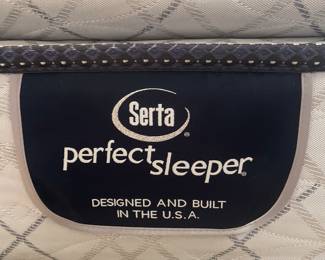 Serta®
perfect sleeper®
DESIGNED AND BUILT
IN THE U.S.A.